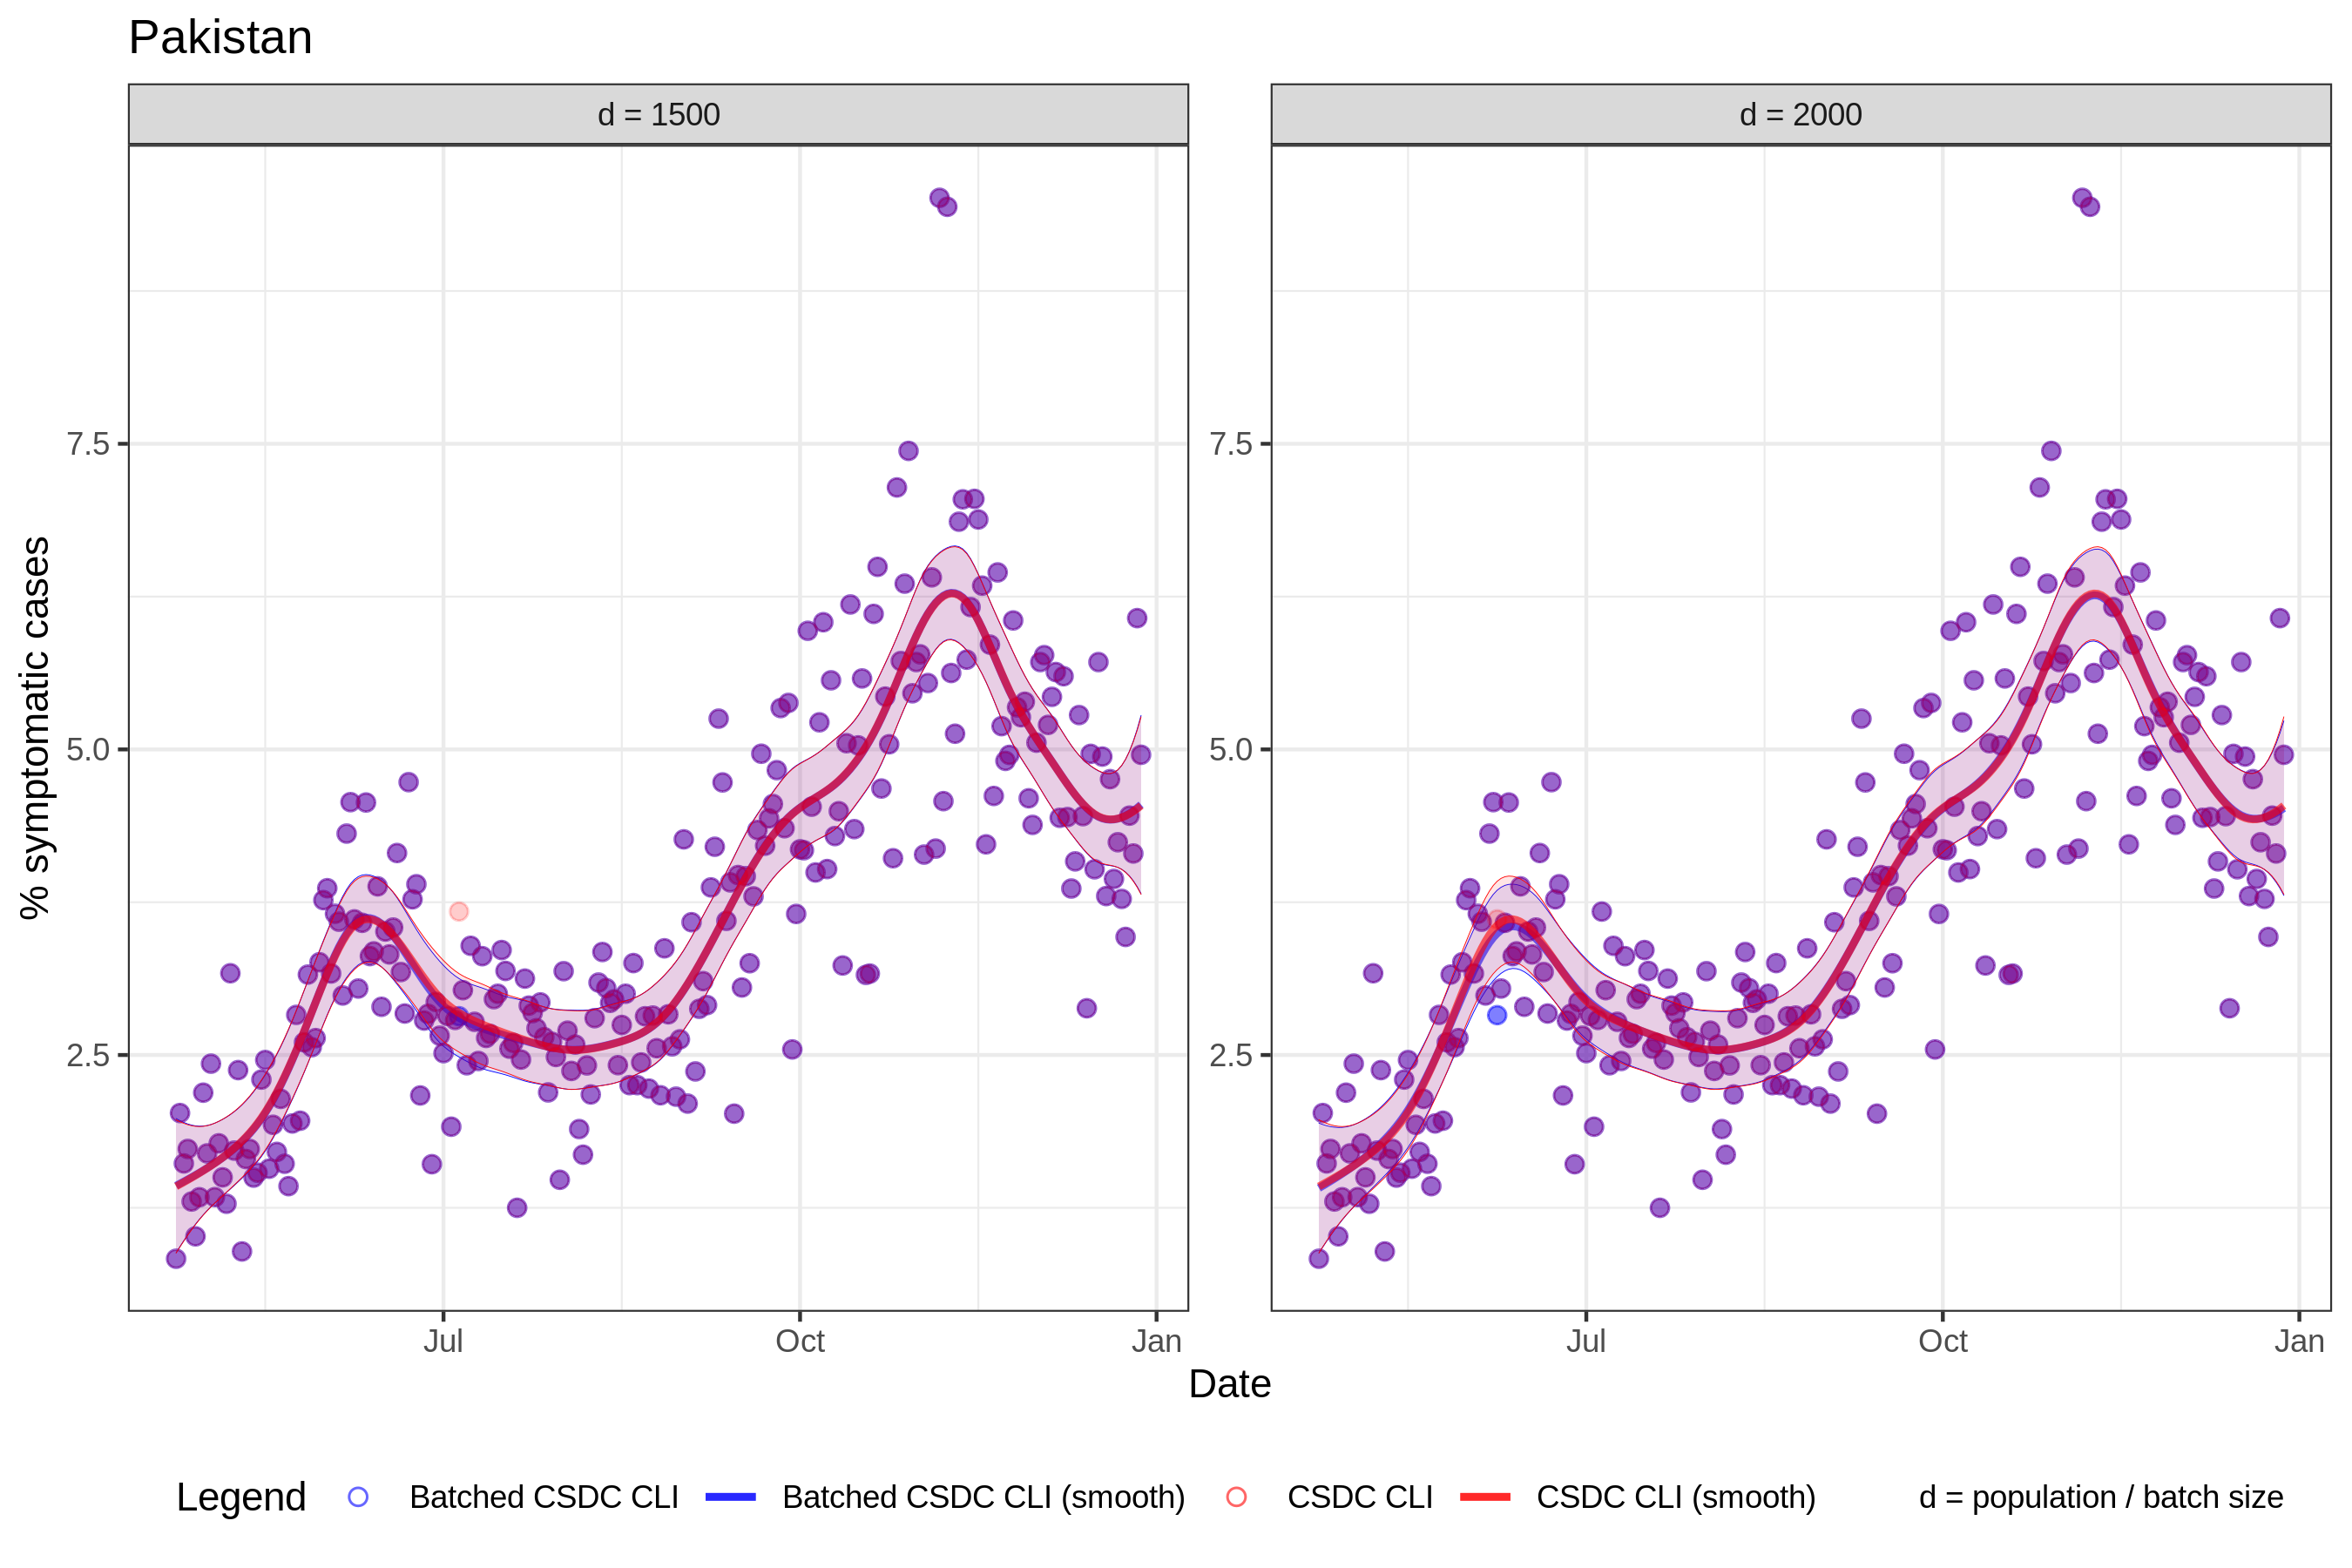 Pakistan
d = 1500
d = 2000
% symptomatic cases
7.5
5.0
2.5
7.5
5.0
2.5
Jul
Oct
Jan
Jul
Oct
Jan
Date
Legend
Batched CSDC CLI
Batched CSDC CLI (smooth)
CSDC CLI
CSDC CLI (smooth)
d = population / batch size